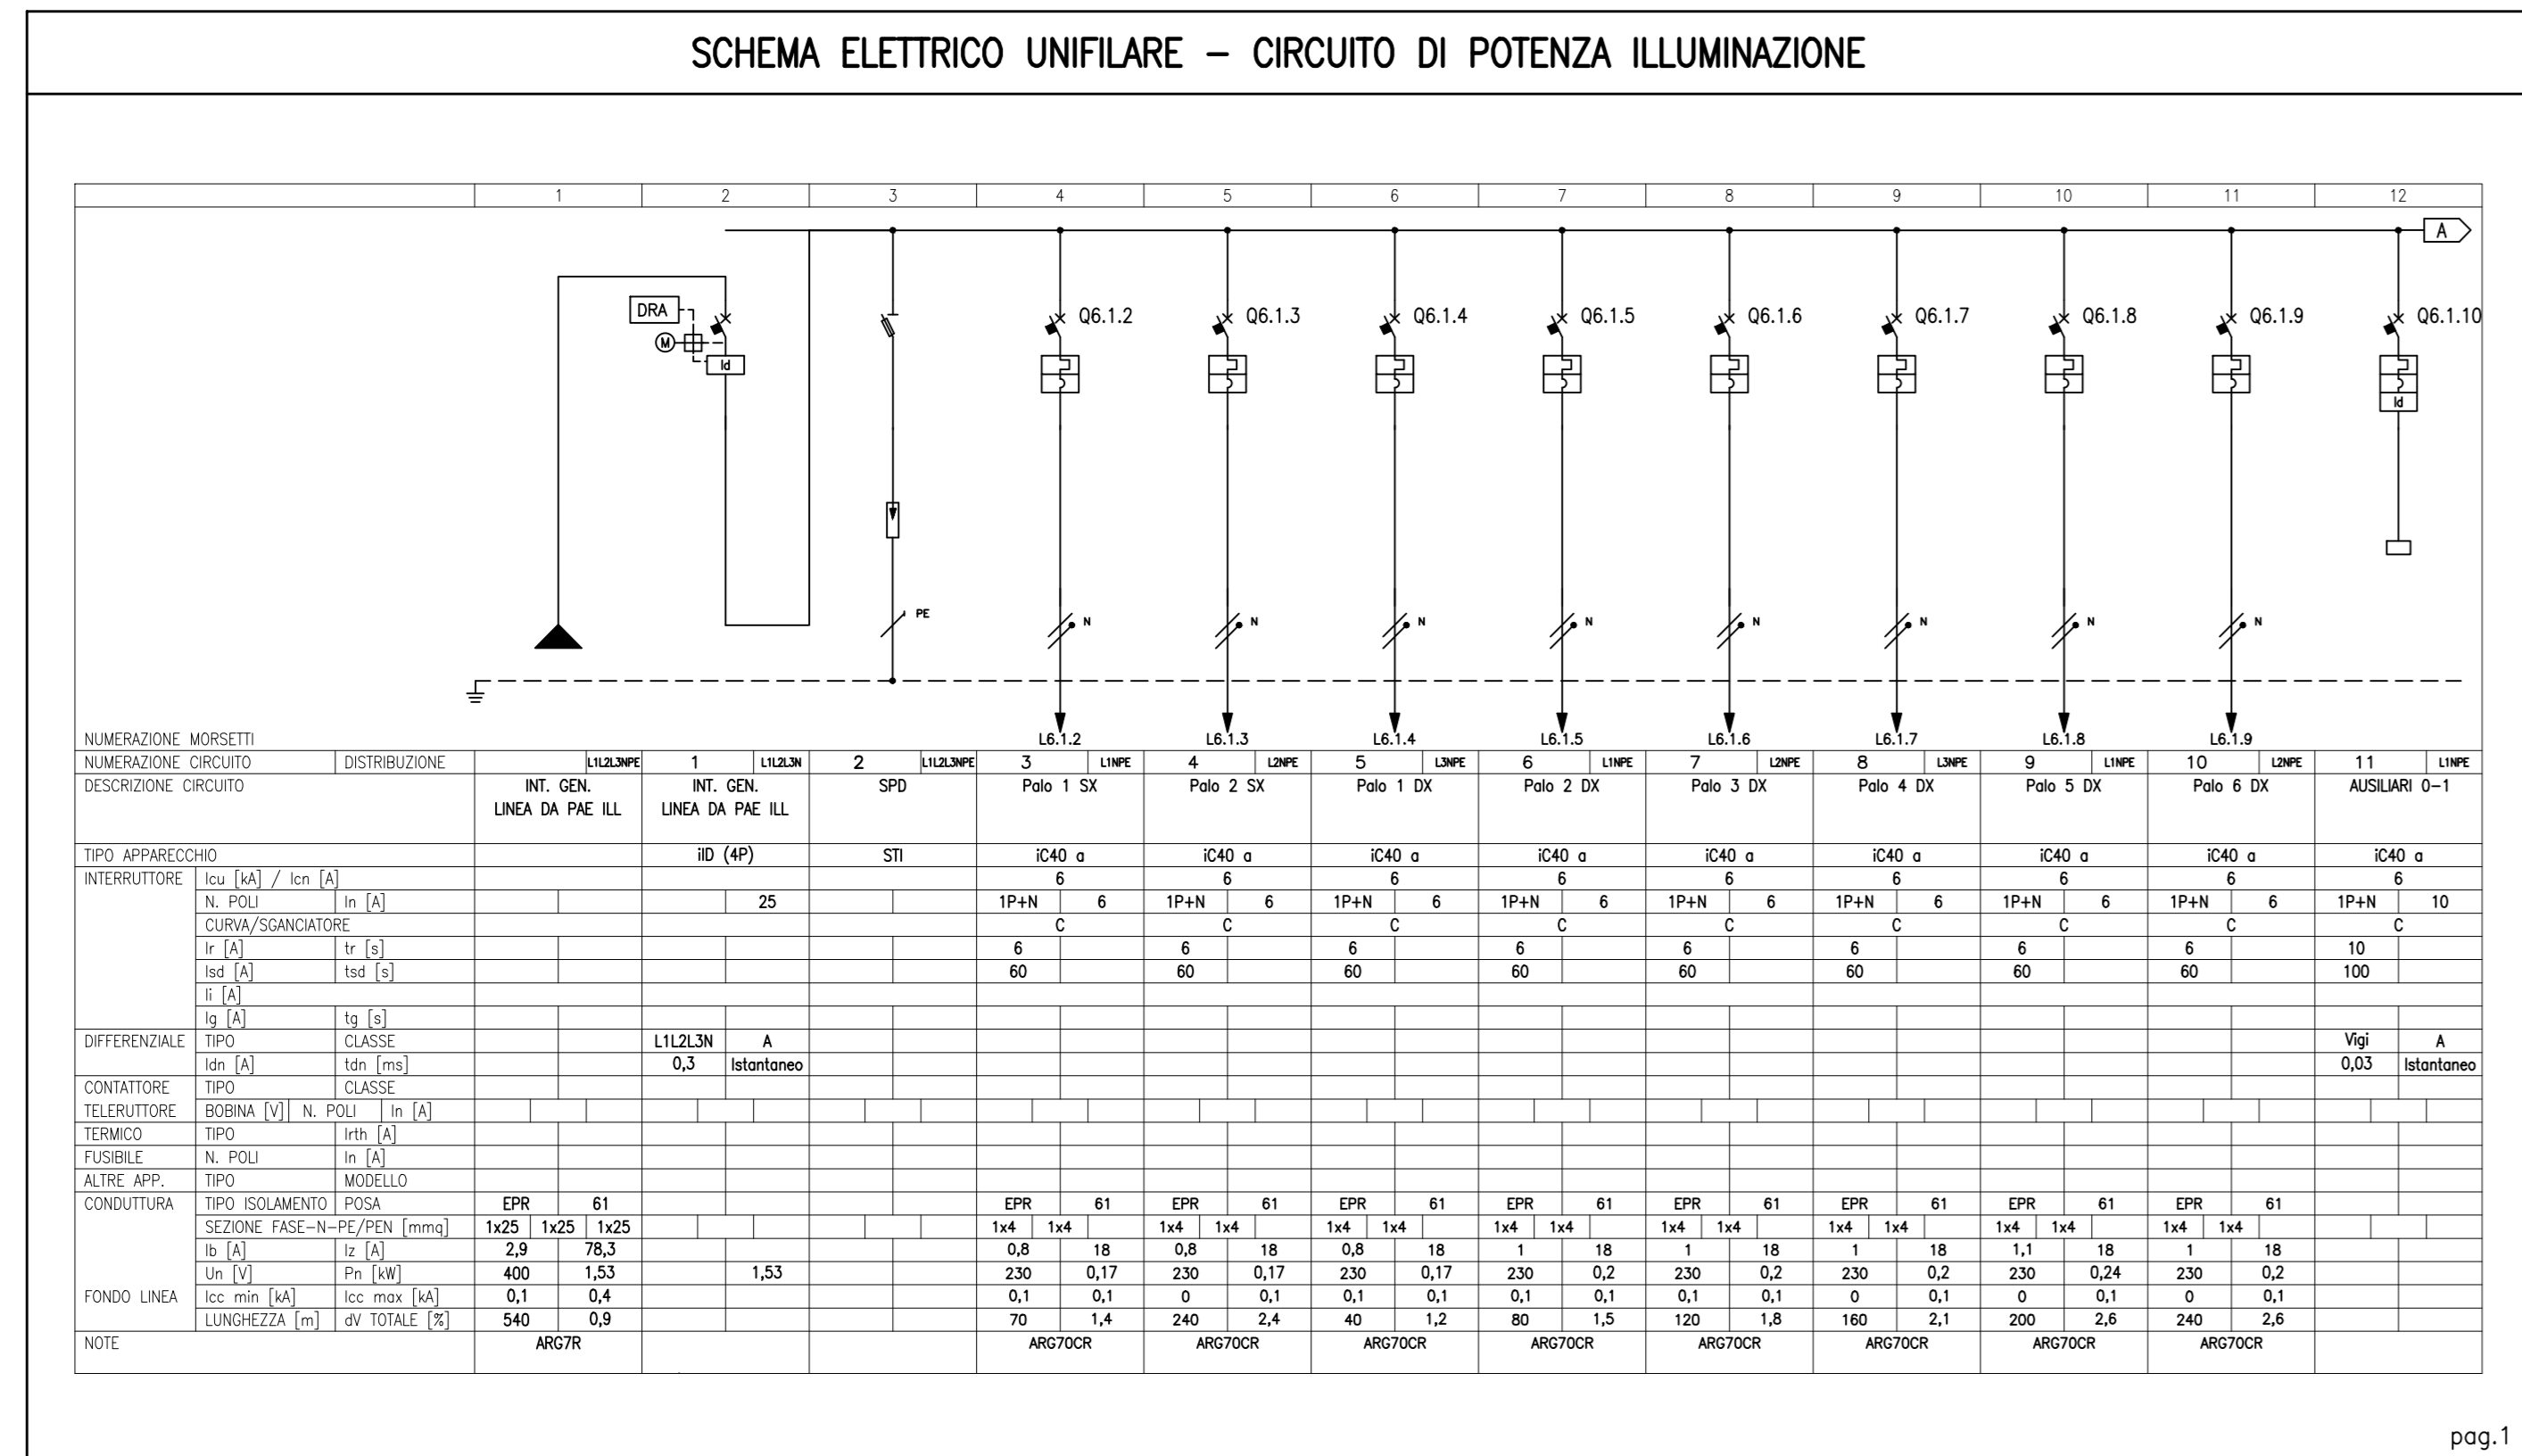 SCHEMA ELETTRICO UNIFILARE – CIRCUITO DI POTENZA ILLUMINAZIONE
1 2 3 4 5 6 7 8 9 10 11 12
A
DRA Q6.1.2 Q6.1.3 Q6.1.4 Q6.1.5 Q6.1.6 Q6.1.7 Q6.1.8 Q6.1.9 Q6.1.10
M
Id
Id
PE
N N N N N N N N
NUMERAZIONE MORSETTI L6.1.2 L6.1.3 L6.1.4 L6.1.5 L6.1.6 L6.1.7 L6.1.8 L6.1.9
NUMERAZIONE CIRCUITO DISTRIBUZIONE L1L2L3NPE 1 L1L2L3N 2 L1L2L3NPE 3 L1NPE 4 L2NPE 5 L3NPE 6 L1NPE 7 L2NPE 8 L3NPE 9 L1NPE 10 L2NPE 11 L1NPE
DESCRIZIONE CIRCUITO INT. GEN. INT. GEN. SPD Palo 1 SX Palo 2 SX Palo 1 DX Palo 2 DX Palo 3 DX Palo 4 DX Palo 5 DX Palo 6 DX AUSILIARI 0–1
LINEA DA PAE ILL LINEA DA PAE ILL
TIPO APPARECCHIO iID (4P) STI iC40 a iC40 a iC40 a iC40 a iC40 a iC40 a iC40 a iC40 a iC40 a
INTERRUTTORE Icu [kA] / Icn [A] 6 6 6 6 6 6 6 6 6
N. POLI In [A] 25 1P+N 6 1P+N 6 1P+N 6 1P+N 6 1P+N 6 1P+N 6 1P+N 6 1P+N 6 1P+N 10
CURVA/SGANCIATORE C C C C C C C C C
Ir [A] tr [s] 6 6 6 6 6 6 6 6 10
Isd [A] tsd [s] 60 60 60 60 60 60 60 60 100
Ii [A]
Ig [A] tg [s]
DIFFERENZIALE TIPO CLASSE L1L2L3N A Vigi A
Idn [A] tdn [ms] 0,3 Istantaneo 0,03 Istantaneo
CONTATTORE TIPO CLASSE
TELERUTTORE BOBINA [V] N. POLI In [A]
TERMICO TIPO Irth [A]
FUSIBILE N. POLI In [A]
ALTRE APP. TIPO MODELLO
CONDUTTURA TIPO ISOLAMENTO POSA EPR 61 EPR 61 EPR 61 EPR 61 EPR 61 EPR 61 EPR 61 EPR 61 EPR 61
SEZIONE FASE–N–PE/PEN [mmq] 1x25 1x25 1x25 1x4 1x4 1x4 1x4 1x4 1x4 1x4 1x4 1x4 1x4 1x4 1x4 1x4 1x4 1x4 1x4
Ib [A] Iz [A] 2,9 78,3 0,8 18 0,8 18 0,8 18 1 18 1 18 1 18 1,1 18 1 18
Un [V] Pn [kW] 400 1,53 1,53 230 0,17 230 0,17 230 0,17 230 0,2 230 0,2 230 0,2 230 0,24 230 0,2
FONDO LINEA Icc min [kA] Icc max [kA] 0,1 0,4 0,1 0,1 0 0,1 0,1 0,1 0,1 0,1 0,1 0,1 0 0,1 0 0,1 0 0,1
LUNGHEZZA [m] dV TOTALE [%] 540 0,9 70 1,4 240 2,4 40 1,2 80 1,5 120 1,8 160 2,1 200 2,6 240 2,6
NOTE ARG7R ARG7OCR ARG7OCR ARG7OCR ARG7OCR ARG7OCR ARG7OCR ARG7OCR ARG7OCR
pag.1